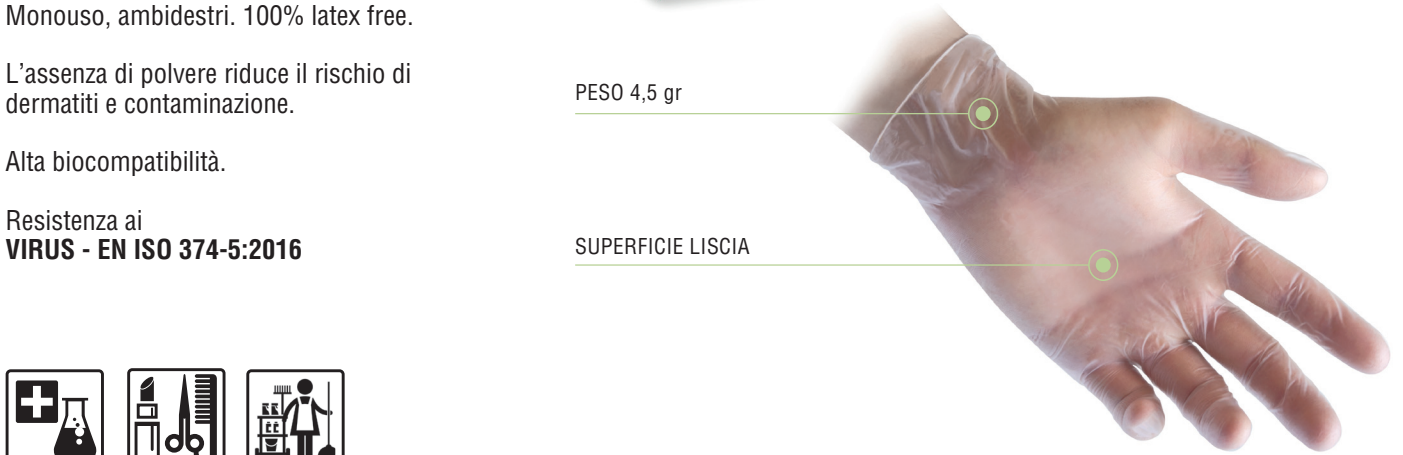 Monouso, ambidestri. 100% latex free.
L’assenza di polvere riduce il rischio di
dermatiti e contaminazione.
Alta biocompatibilità.
Resistenza ai
VIRUS - EN ISO 374-5:2016
PESO 4,5 gr
SUPERFICIE LISCIA